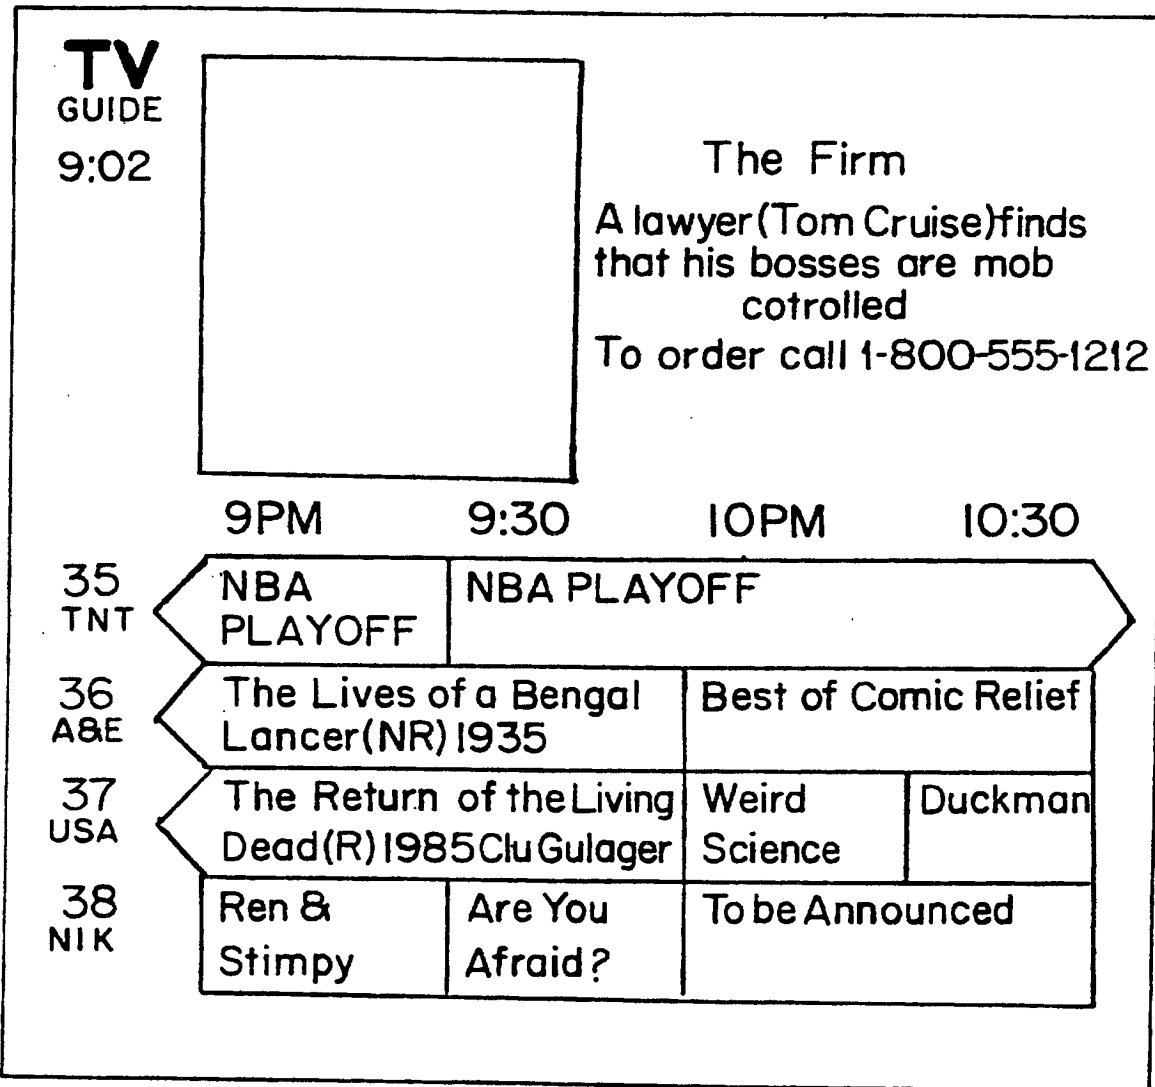 TV
GUIDE
9:02
The Firm
A lawyer(Tom Cruise)finds
that his bosses are mob
cotrolled
To order call 1-800-555-1212
9PM 9:30 10PM 10:30
35
TNT
NBA
PLAYOFF
NBA PLAYOFF
36
A&E
The Lives of a Bengal
Lancer(NR) 1935
Best of Comic Relief
37
USA
The Return of the Living
Dead(R) 1985 Clu Gulager
Weird
Science
Duckman
38
NIK
Ren &
Stimpy
Are You
Afraid?
To be Announced